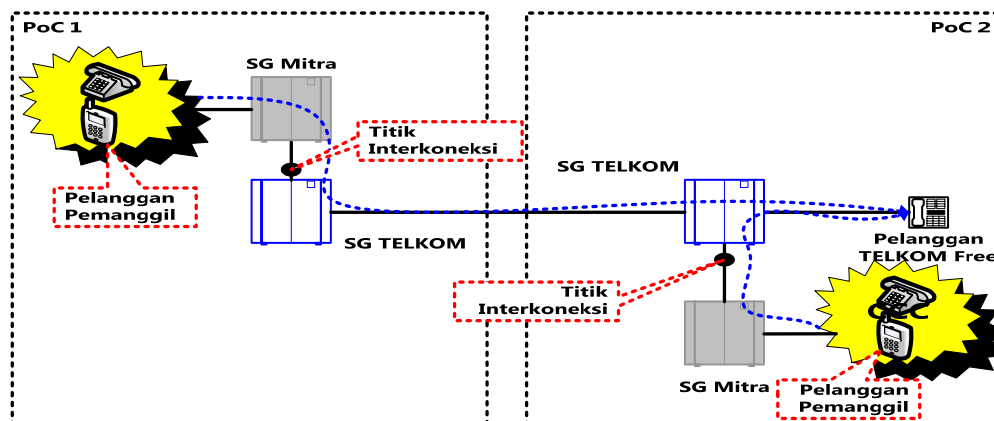 PoC 1
PoC 2
SG Mitra
Titik
Interkoneksi
SG TELKOM
Pelanggan
Pemanggil
SG TELKOM
Pelanggan
TELKOM Free
Titik
Interkoneksi
SG Mitra
Pelanggan
Pemanggil